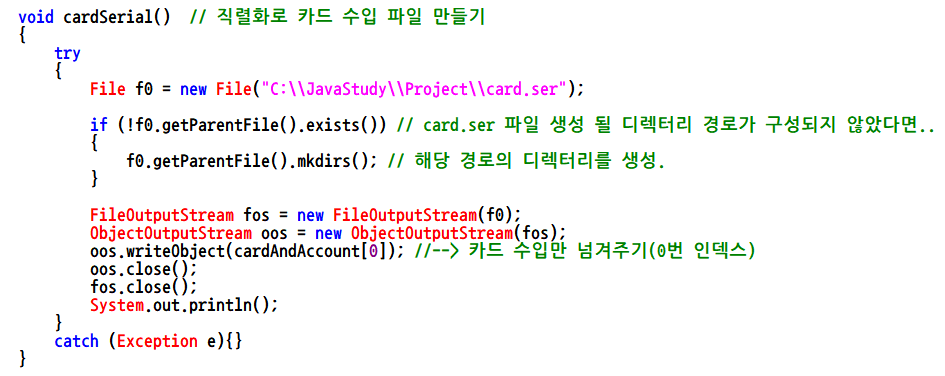 void cardSerial()  // 직렬화로 카드 수입 파일 만들기
{
    try
    {
        File f0 = new File("C:\\JavaStudy\\Project\\card.ser");

        if (!f0.getParentFile().exists()) // card.ser 파일 생성 될 디렉터리 경로가 구성되지 않았다면..
        {
            f0.getParentFile().mkdirs(); // 해당 경로의 디렉터리를 생성.
        }

        FileOutputStream fos = new FileOutputStream(f0);
        ObjectOutputStream oos = new ObjectOutputStream(fos);
        oos.writeObject(cardAndAccount[0]); //--> 카드 수입만 넘겨주기(0번 인덱스)
        oos.close();
        fos.close();
        System.out.println();
    }
    catch (Exception e){}
}